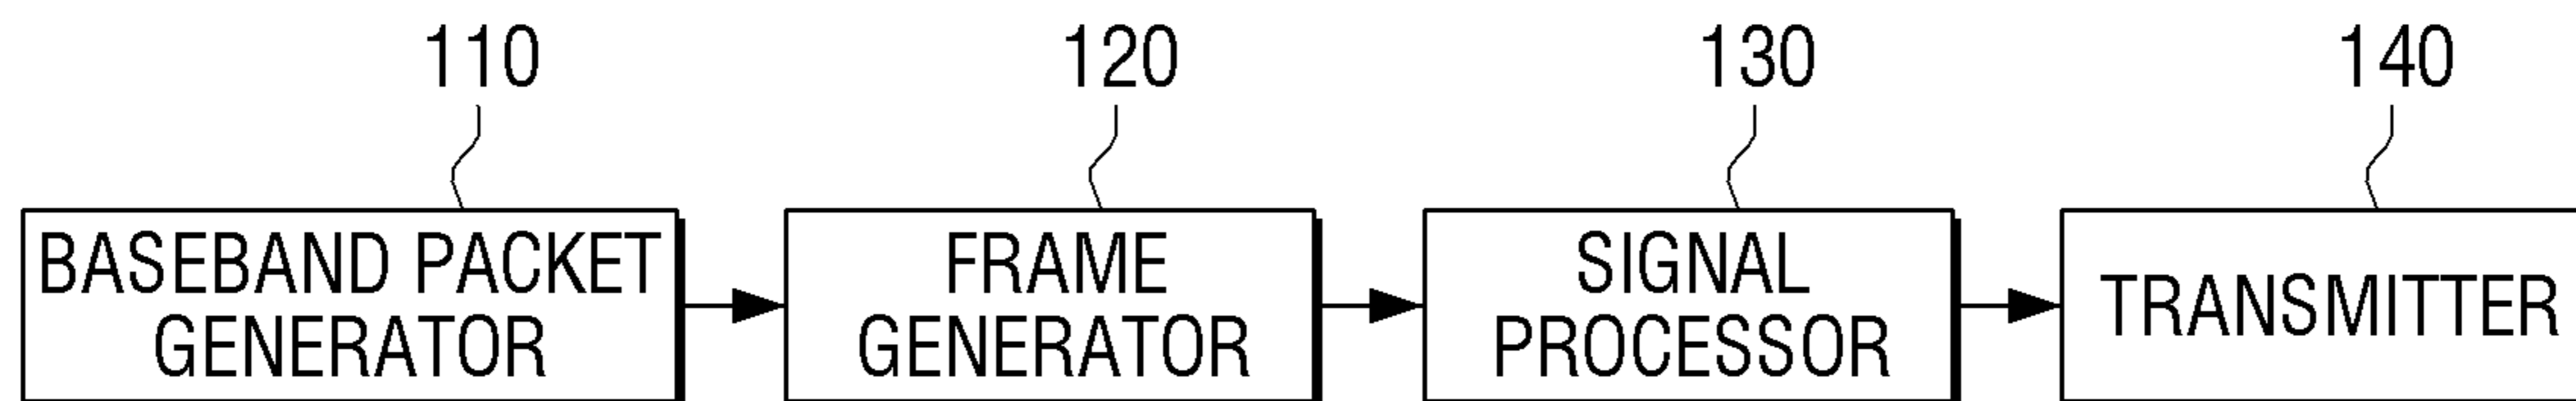 110
120
130
140
BASEBAND PACKET
GENERATOR
FRAME
GENERATOR
SIGNAL
PROCESSOR
TRANSMITTER